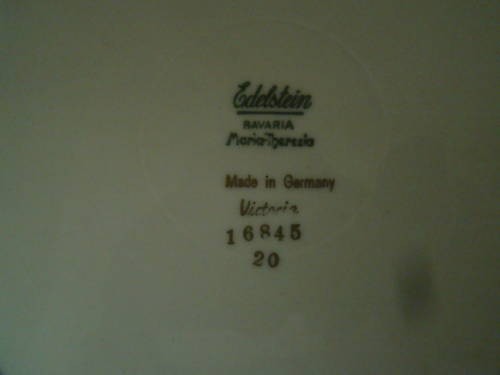 Edelstein
BAVARIA
Maria-Theresia
Made in Germany
Victoria
16845
20